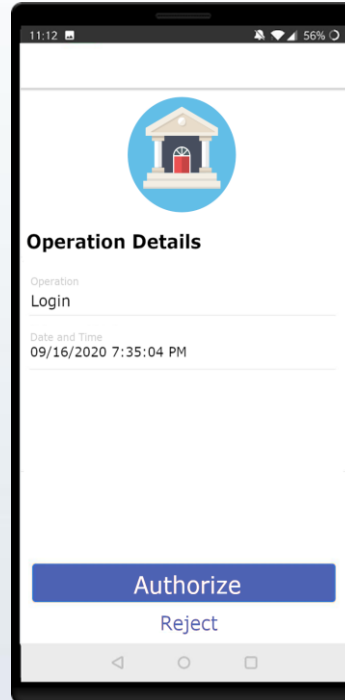 11:12 56%
Operation Details
Operation
Login
Date and Time
09/16/2020 7:35:04 PM
Authorize
Reject